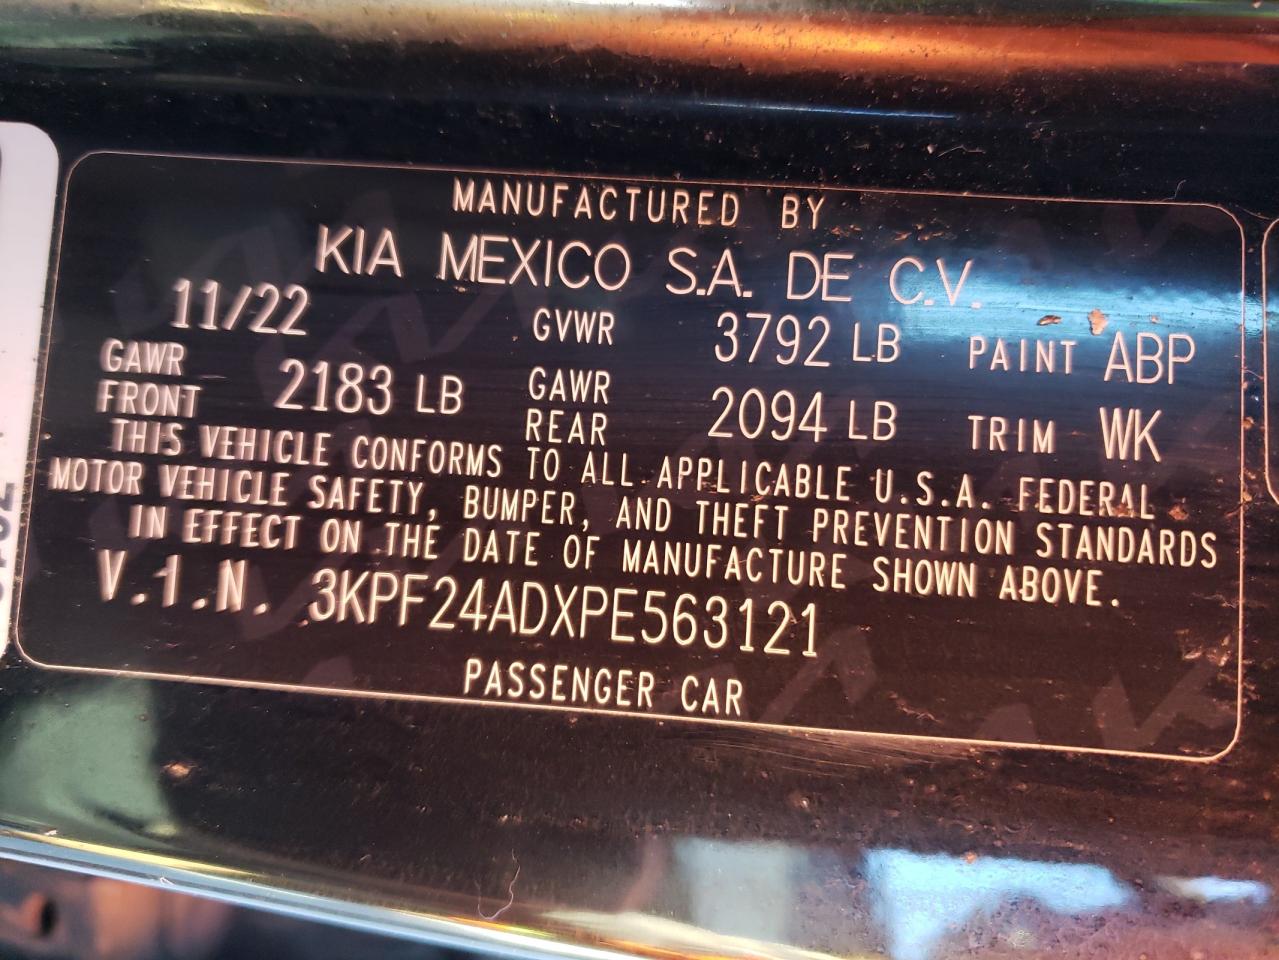 MANUFACTURED BY
KIA MEXICO S.A. DE C.V.
11/22 GVWR 3792 LB PAINT ABP
GAWR FRONT 2183 LB GAWR REAR 2094 LB TRIM WK
THIS VEHICLE CONFORMS TO ALL APPLICABLE U.S.A. FEDERAL
MOTOR VEHICLE SAFETY, BUMPER, AND THEFT PREVENTION STANDARDS
IN EFFECT ON THE DATE OF MANUFACTURE SHOWN ABOVE.
V.I.N. 3KPF24ADXPE563121
PASSENGER CAR